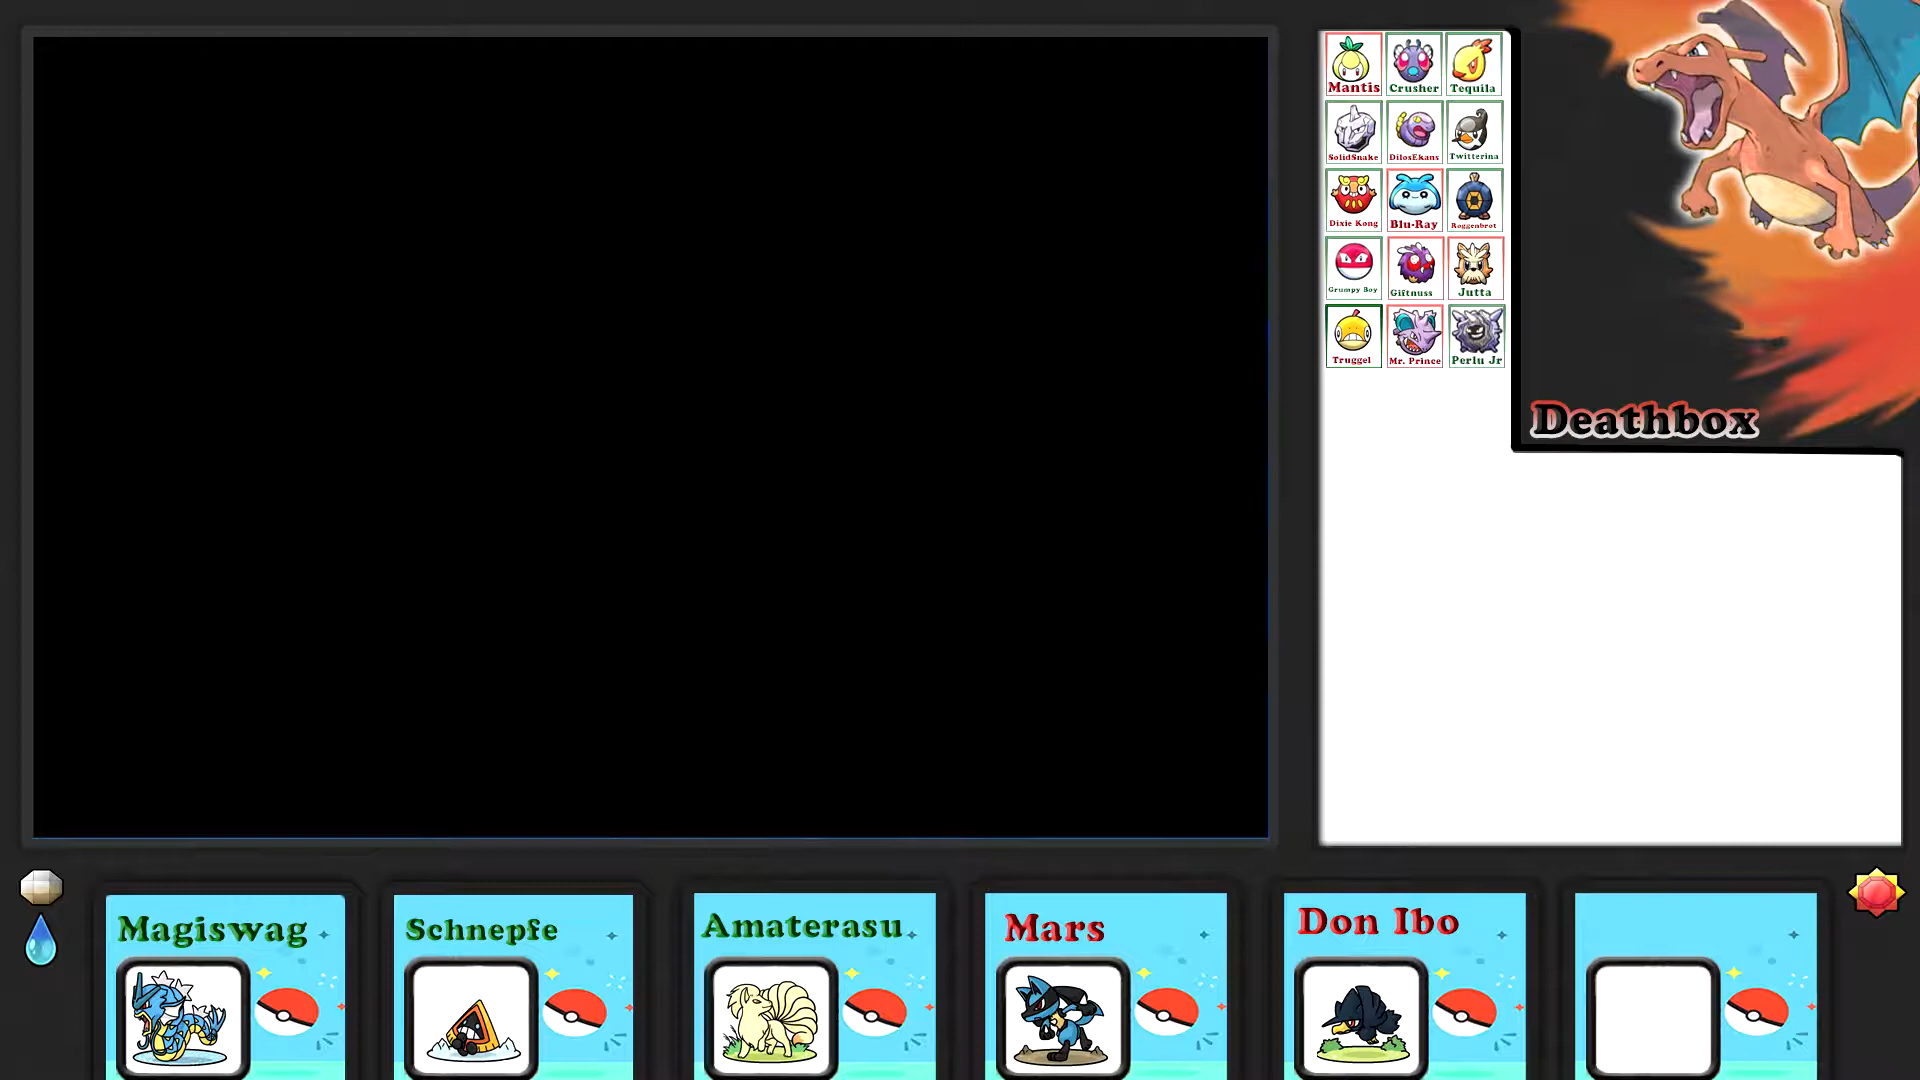 Mantis Crusher Tequila
SolidSnake DilosEkans Twitterina
Dixie Kong Blu-Ray Roggenbrot
Grumpy Boy Giftnuss Jutta
Truggel Mr. Prince Perlu Jr
Deathbox
Magiswag Schnepfe Amaterasu Mars Don Ibo